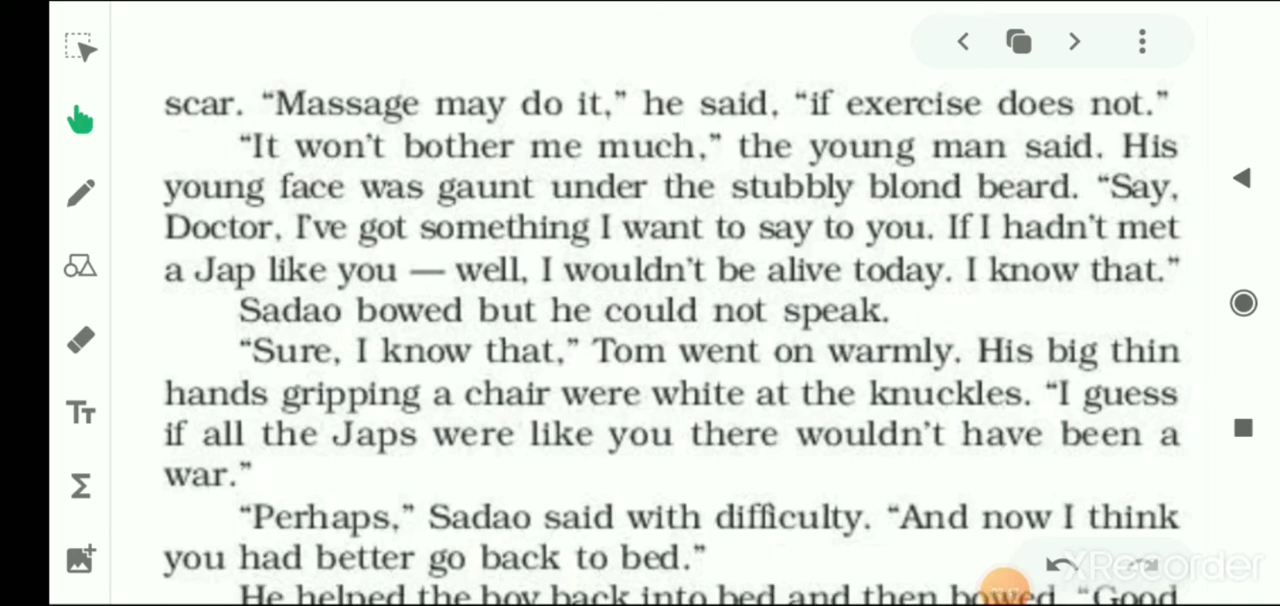 scar. “Massage may do it,” he said, “if exercise does not.”
“It won't bother me much,” the young man said. His
young face was gaunt under the stubbly blond beard. “Say,
Doctor, I've got something I want to say to you. If I hadn't met
a Jap like you — well, I wouldn't be alive today. I know that.”
Sadao bowed but he could not speak.
“Sure, I know that,” Tom went on warmly. His big thin
hands gripping a chair were white at the knuckles. “I guess
if all the Japs were like you there wouldn't have been a
war.”
“Perhaps,” Sadao said with difficulty. “And now I think
you had better go back to bed.”
He helped the boy back into bed and then bowed. “Good
XRecorder
Tт
Σ